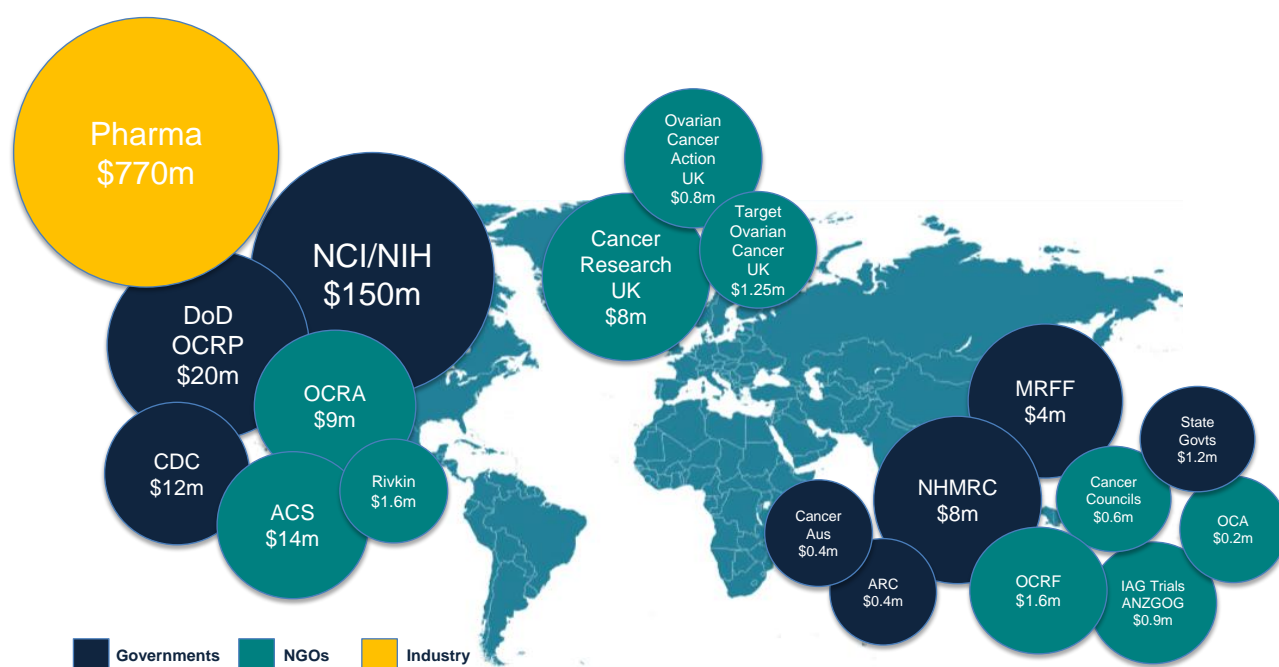 Pharma
$770m
NCI/NIH
$150m
DoD
OCRP
$20m
OCRA
$9m
CDC
$12m
ACS
$14m
Rivkin
$1.6m
Ovarian
Cancer
Action
UK
$0.8m
Cancer
Research
UK
$8m
Target
Ovarian
Cancer
UK
$1.25m
MRFF
$4m
State
Govts
$1.2m
NHMRC
$8m
Cancer
Councils
$0.6m
Cancer
Aus
$0.4m
OCA
$0.2m
ARC
$0.4m
OCRF
$1.6m
IAG Trials
ANZGOG
$0.9m
Governments
NGOs
Industry